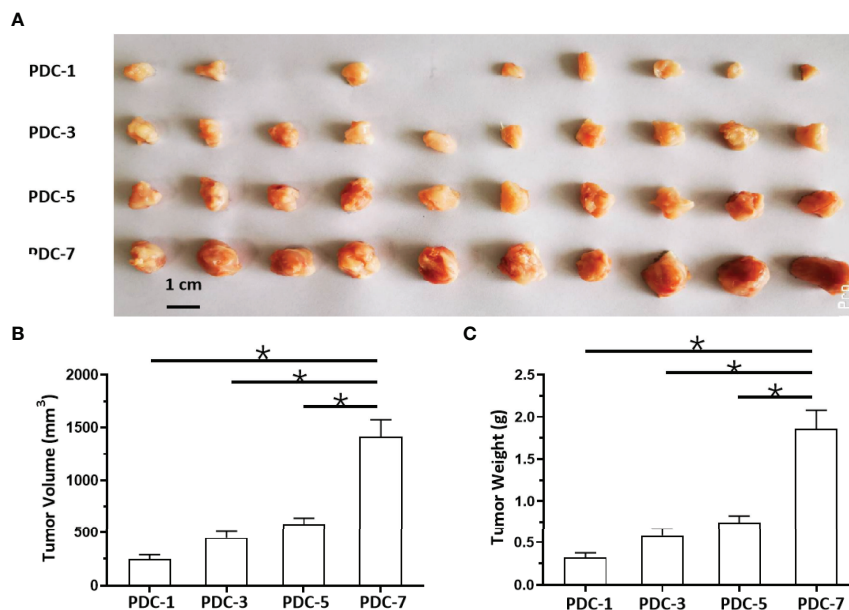 A
PDC-1
PDC-3
PDC-5
PDC-7
1 cm
B
Tumor Volume (mm³)
2000
1500
1000
500
0
*
*
*
PDC-1 PDC-3 PDC-5 PDC-7
C
Tumor Weight (g)
2.5
2.0
1.5
1.0
0.5
0.0
*
*
*
PDC-1 PDC-3 PDC-5 PDC-7